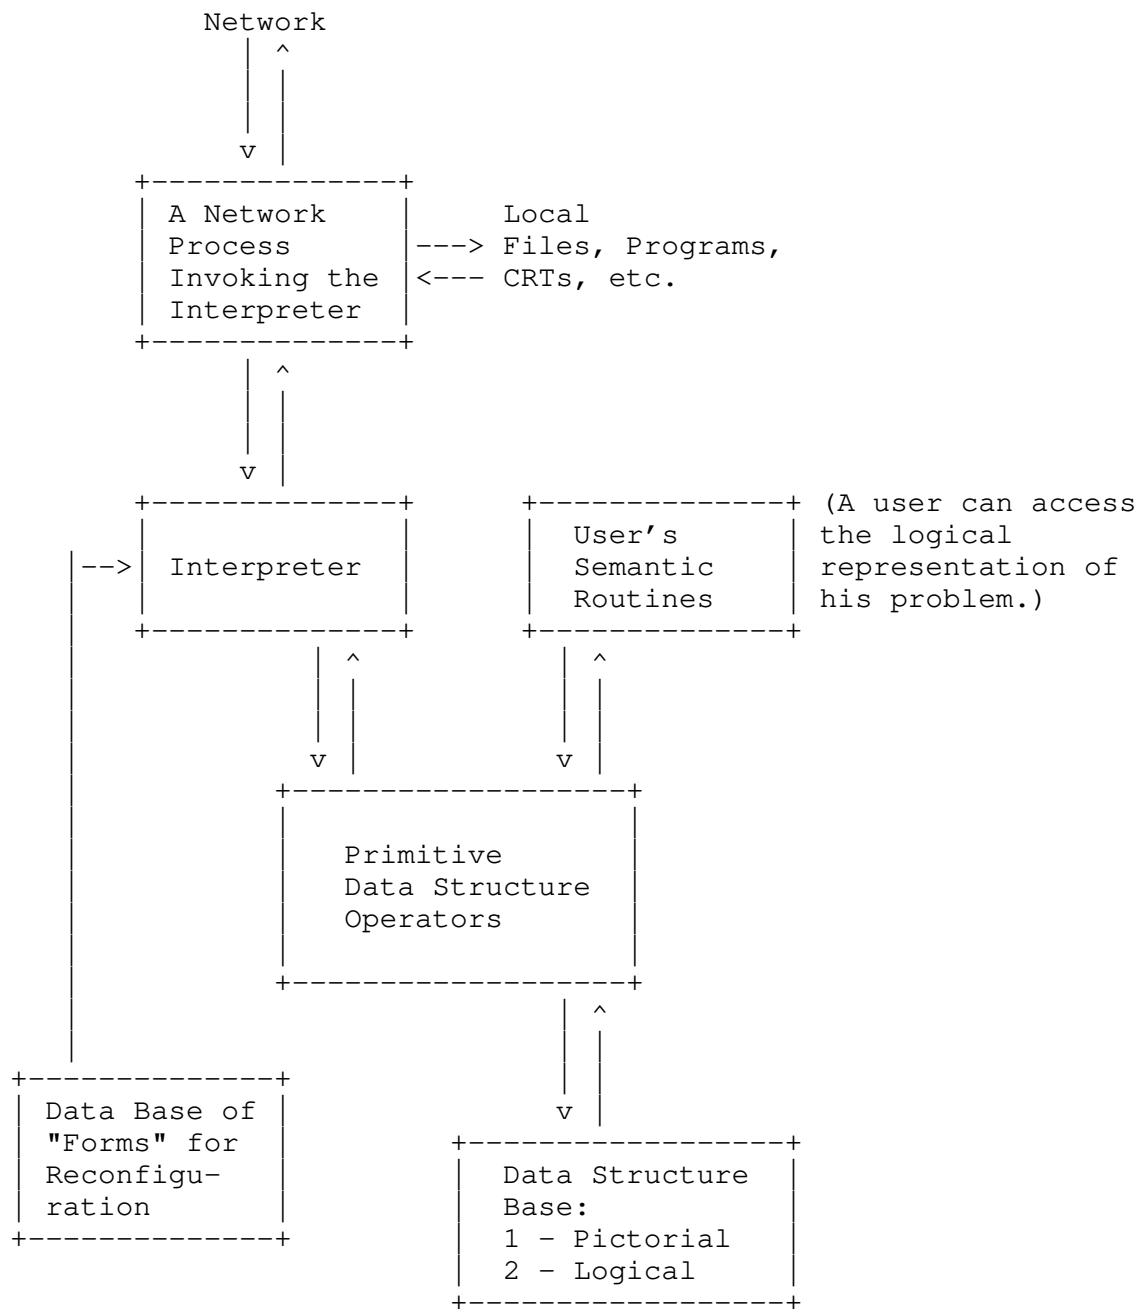 Network
A Network
Process
Invoking the
Interpreter
Local
Files, Programs,
CRTs, etc.
Interpreter
User's
Semantic
Routines
(A user can access
the logical
representation of
his problem.)
Primitive
Data Structure
Operators
Data Base of
"Forms" for
Reconfigu-
ration
Data Structure
Base:
1 - Pictorial
2 - Logical